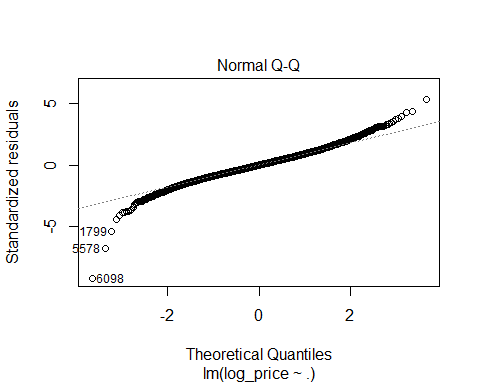 Normal Q-Q
Standardized residuals
5
0
-5
1799
5578
6098
-2
0
2
Theoretical Quantiles
lm(log_price ~ .)